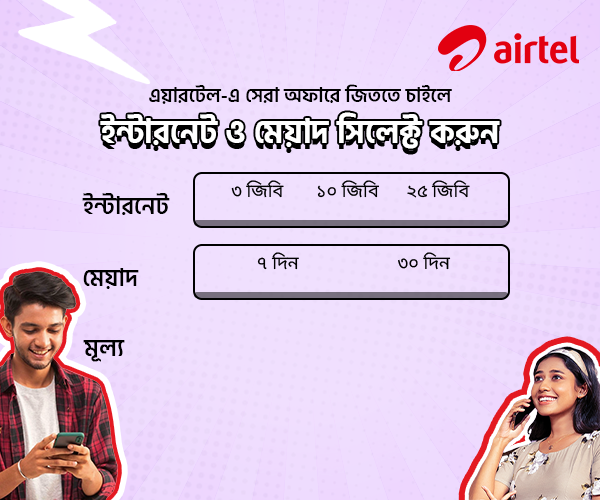 airtel
এয়ারটেল-এ সেরা অফারে জিততে চাইলে
ইন্টারনেট ও মেয়াদ সিলেক্ট করুন
ইন্টারনেট ৩ জিবি ১০ জিবি ২৫ জিবি
মেয়াদ ৭ দিন ৩০ দিন
মূল্য